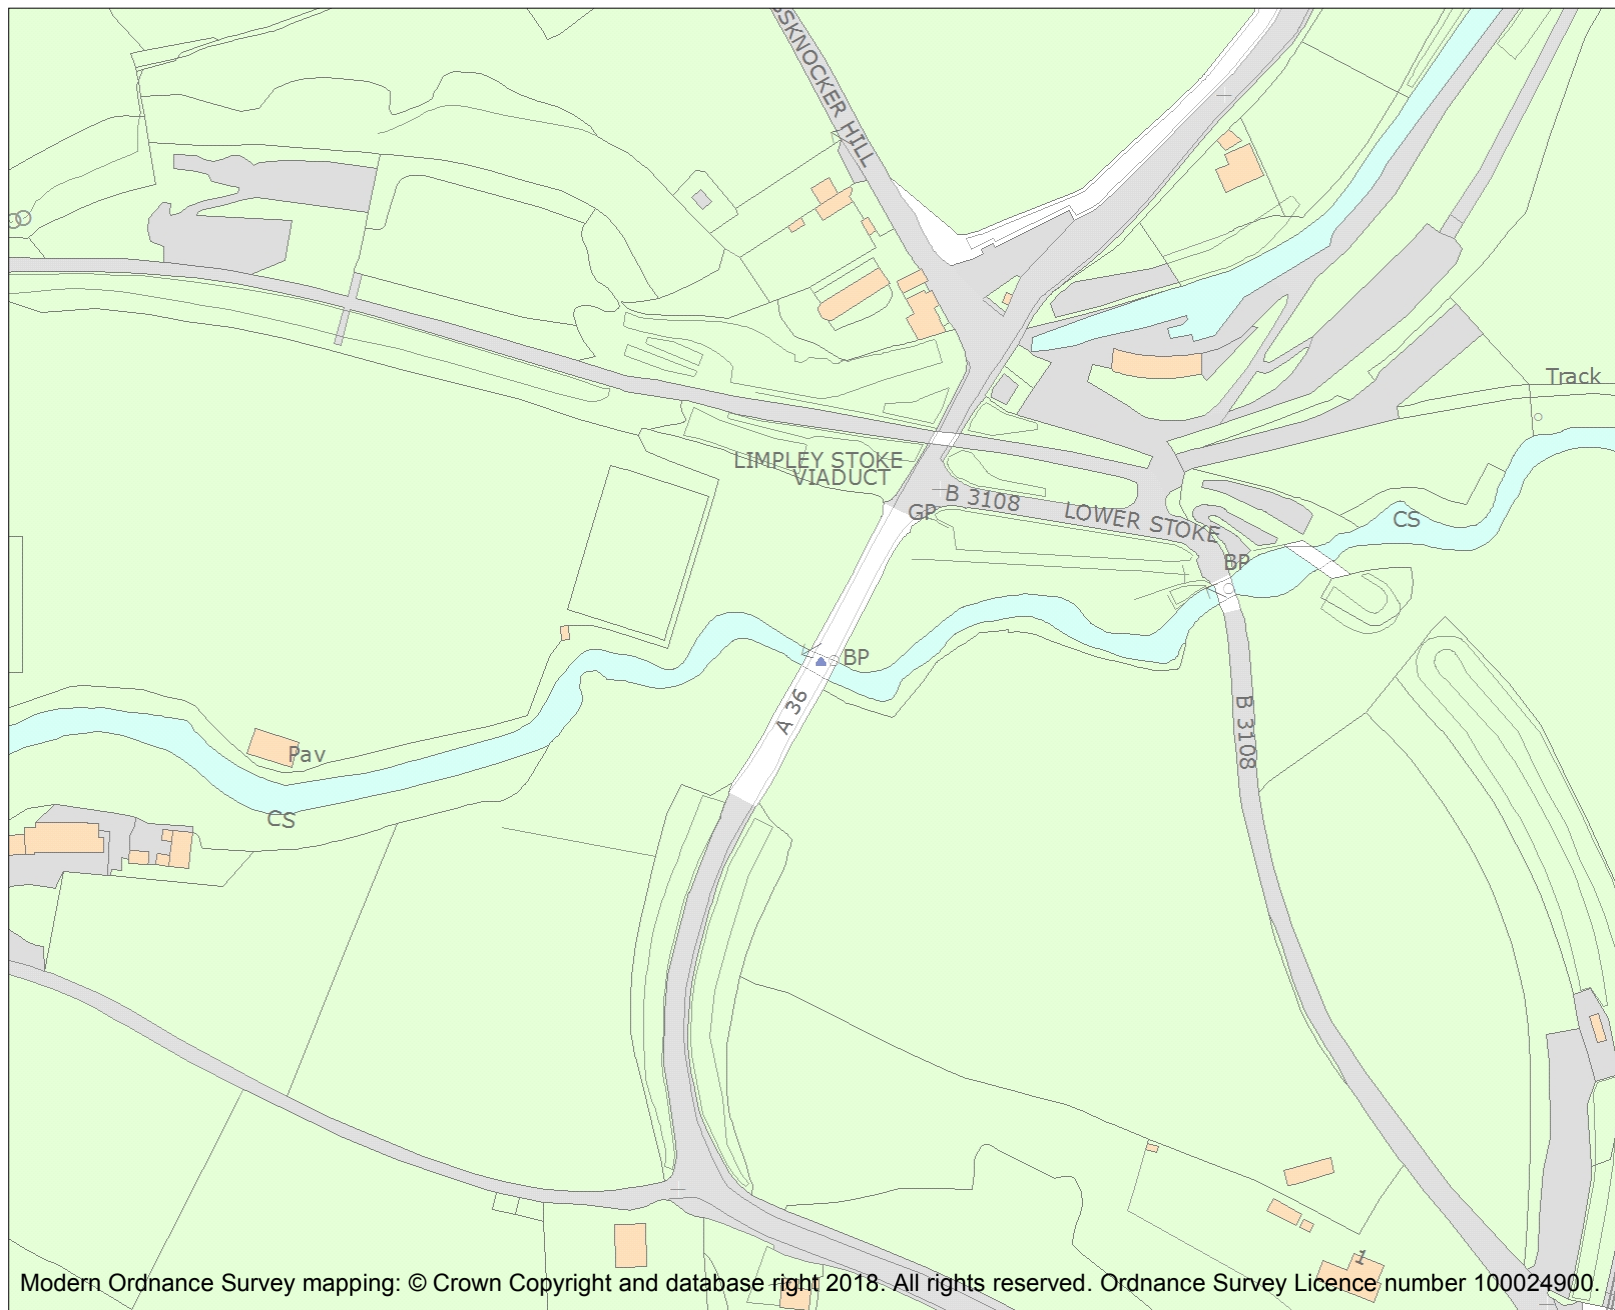 SSKNOCKER HILL
Track
LIMPLEY STOKE
VIADUCT
B 3108
LOWER STOKE
GP
CS
BP
BP
A 36
B 3108
Pav
CS
1
Modern Ordnance Survey mapping: © Crown Copyright and database right 2018. All rights reserved. Ordnance Survey Licence number 100024900.